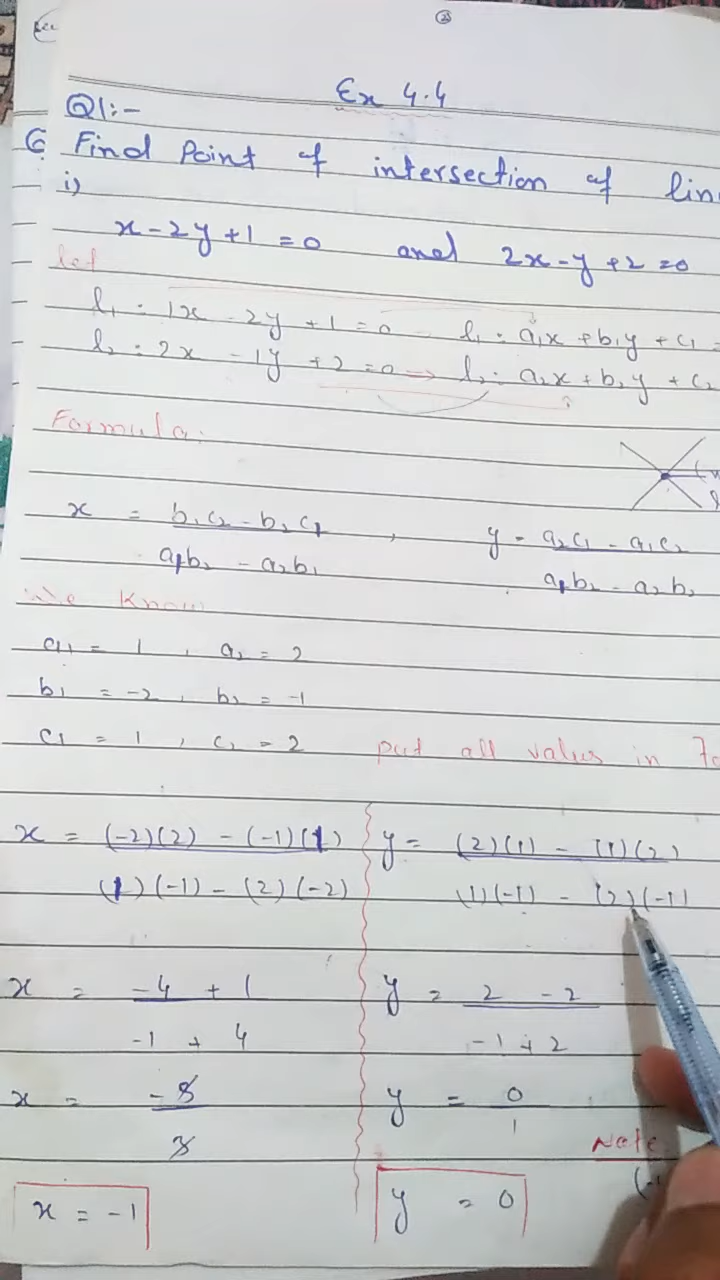 Ex 4.4
Q1:-
Find Point of intersection of lin
i)
x - 2y + 1 = 0 and 2x - y + 2 = 0
let
l₁ : 1x - 2y + 1 = 0 l₁ : a₁x + b₁y + c₁ =
l₂ : 2x - 1y + 2 = 0 → l₂ : a₂x + b₂y + c₂
Formula:
x = b₁c₂ - b₂c₁ , y = a₂c₁ - a₁c₂
a₁b₂ - a₂b₁ a₁b₂ - a₂b₂
We Know
a₁ = 1 , a₂ = 2
b₁ = -2 , b₂ = -1
c₁ = 1 , c₂ = 2 put all value in fo
x = (-2)(2) - (-1)(1) y = (2)(1) - (1)(2)
(1)(-1) - (2)(-2) (1)(-1) - (2)(-1)
x = -4 + 1 y = 2 - 2
-1 + 4 -1 + 2
x = -3 y = 0
3 1
Note
x = -1 y = 0